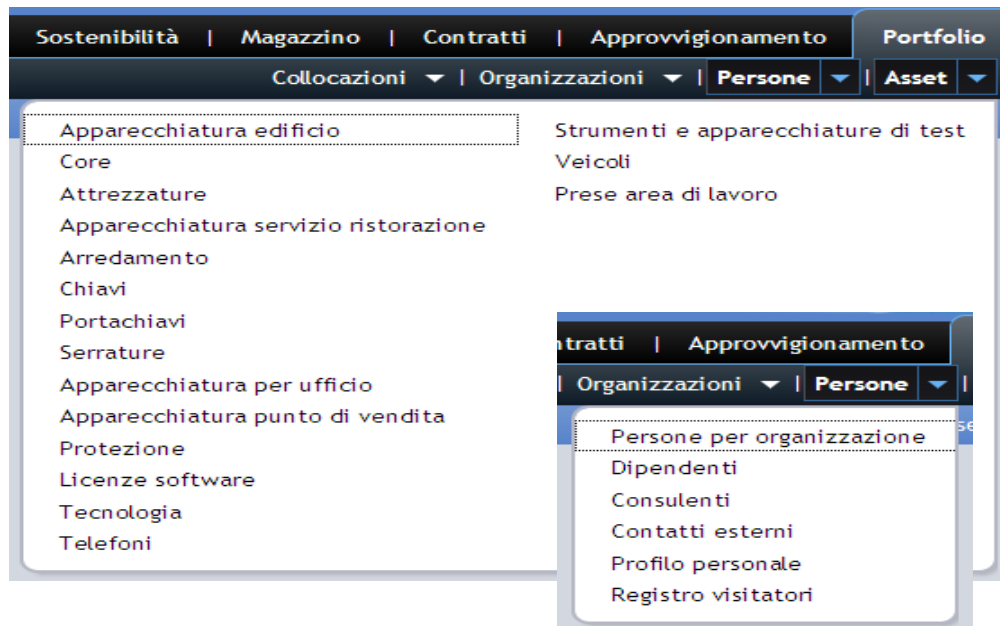 Sostenibilità | Magazzino | Contratti | Approvvigionamento Portfolio
Collocazioni | Organizzazioni | Persone | Asset
Apparecchiatura edificio
Core
Attrezzature
Apparecchiatura servizio ristorazione
Arredamento
Chiavi
Portachiavi
Serrature
Apparecchiatura per ufficio
Apparecchiatura punto di vendita
Protezione
Licenze software
Tecnologia
Telefoni
Strumenti e apparecchiature di test
Veicoli
Prese area di lavoro
ntratti | Approvvigionamento
| Organizzazioni | Persone |
Persone per organizzazione
Dipendenti
Consulenti
Contatti esterni
Profilo personale
Registro visitatori